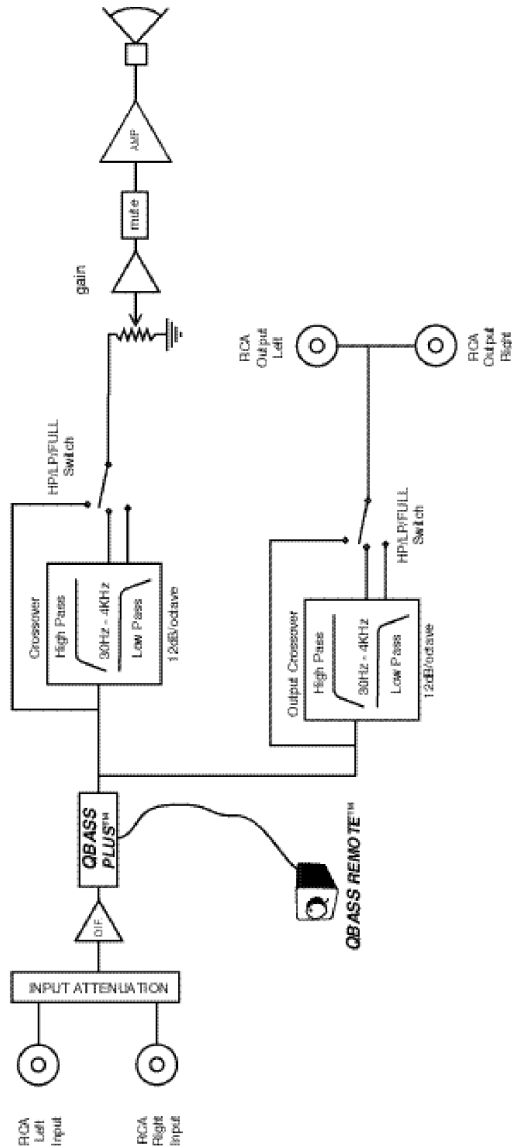 RCA
Left
Input
RCA
Right
Input
INPUT ATTENUATION
DIF
QBASS
PLUS™
QBASS REMOTE™
Crossover
High Pass
30Hz - 4KHz
Low Pass
12dB/octave
HP/LP/FULL
Switch
gain
mute
AMP
Output Crossover
High Pass
30Hz - 4KHz
Low Pass
12dB/octave
HP/LP/FULL
Switch
RCA
Output
Left
RCA
Output
Right